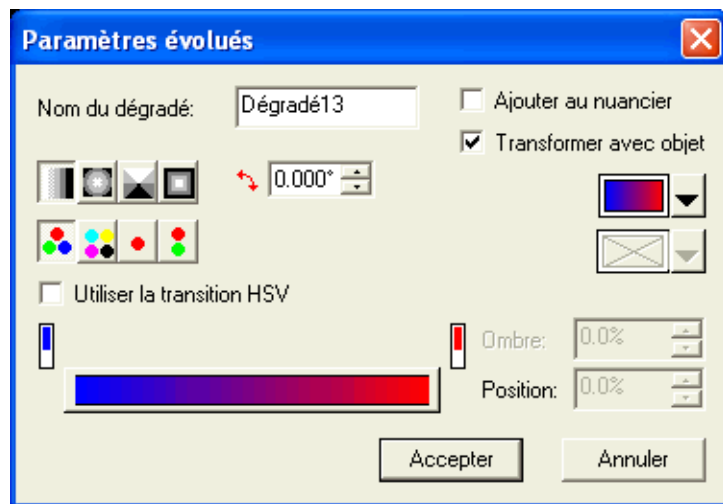 Paramètres évolués
Nom du dégradé: Dégradé13
Ajouter au nuancier
Transformer avec objet
0.000°
Utiliser la transition HSV
Ombre: 0.0%
Position: 0.0%
Accepter Annuler